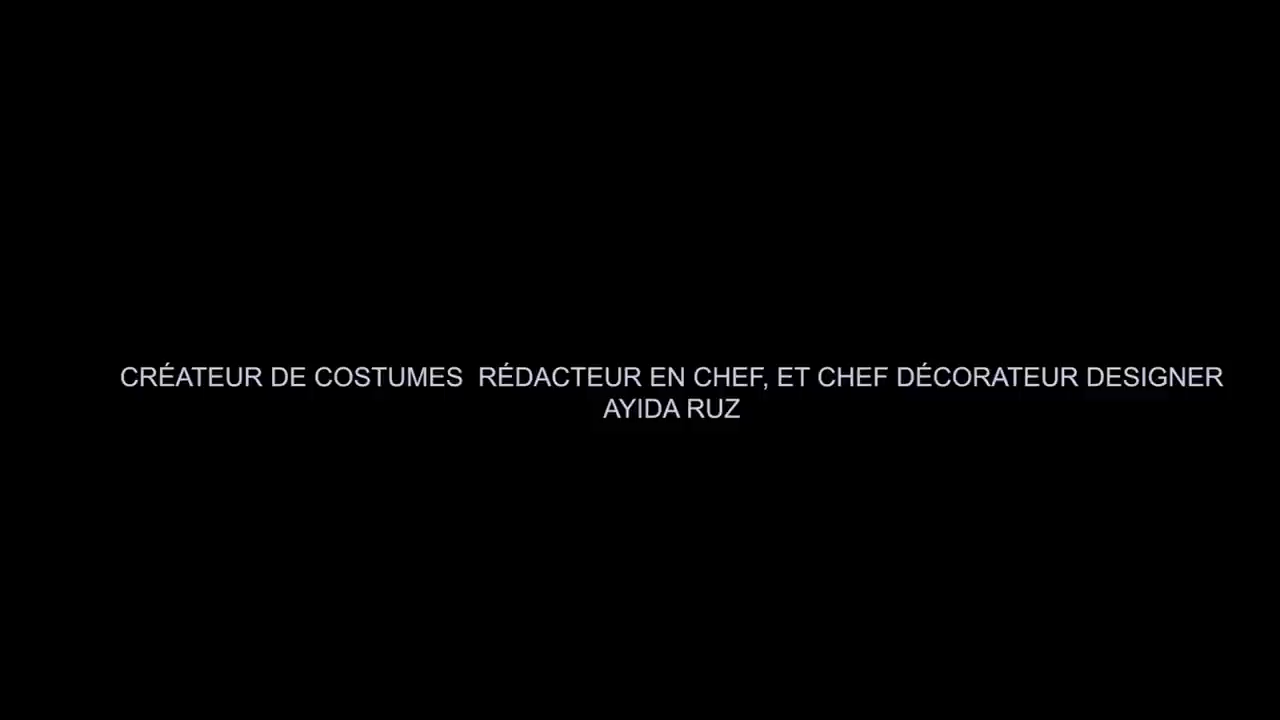 CRÉATEUR DE COSTUMES  RÉDACTEUR EN CHEF, ET CHEF DÉCORATEUR DESIGNER
AYIDA RUZ